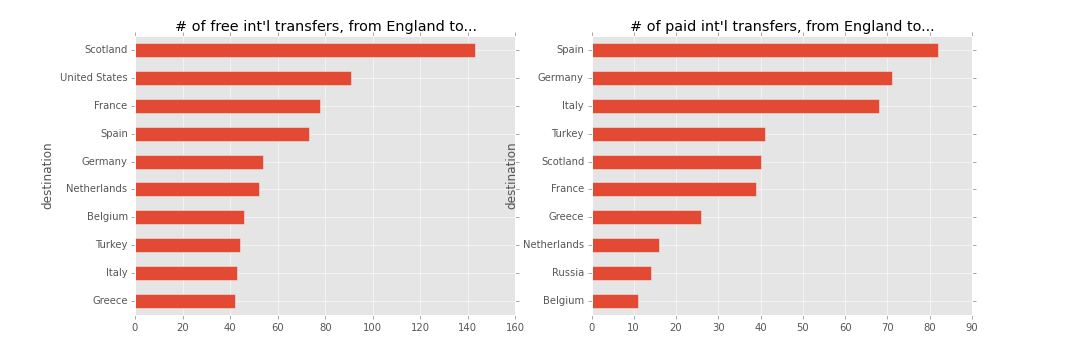 # of free int'l transfers, from England to...
destination
Scotland
United States
France
Spain
Germany
Netherlands
Belgium
Turkey
Italy
Greece
0 20 40 60 80 100 120 140 160
# of paid int'l transfers, from England to...
destination
Spain
Germany
Italy
Turkey
Scotland
France
Greece
Netherlands
Russia
Belgium
0 10 20 30 40 50 60 70 80 90